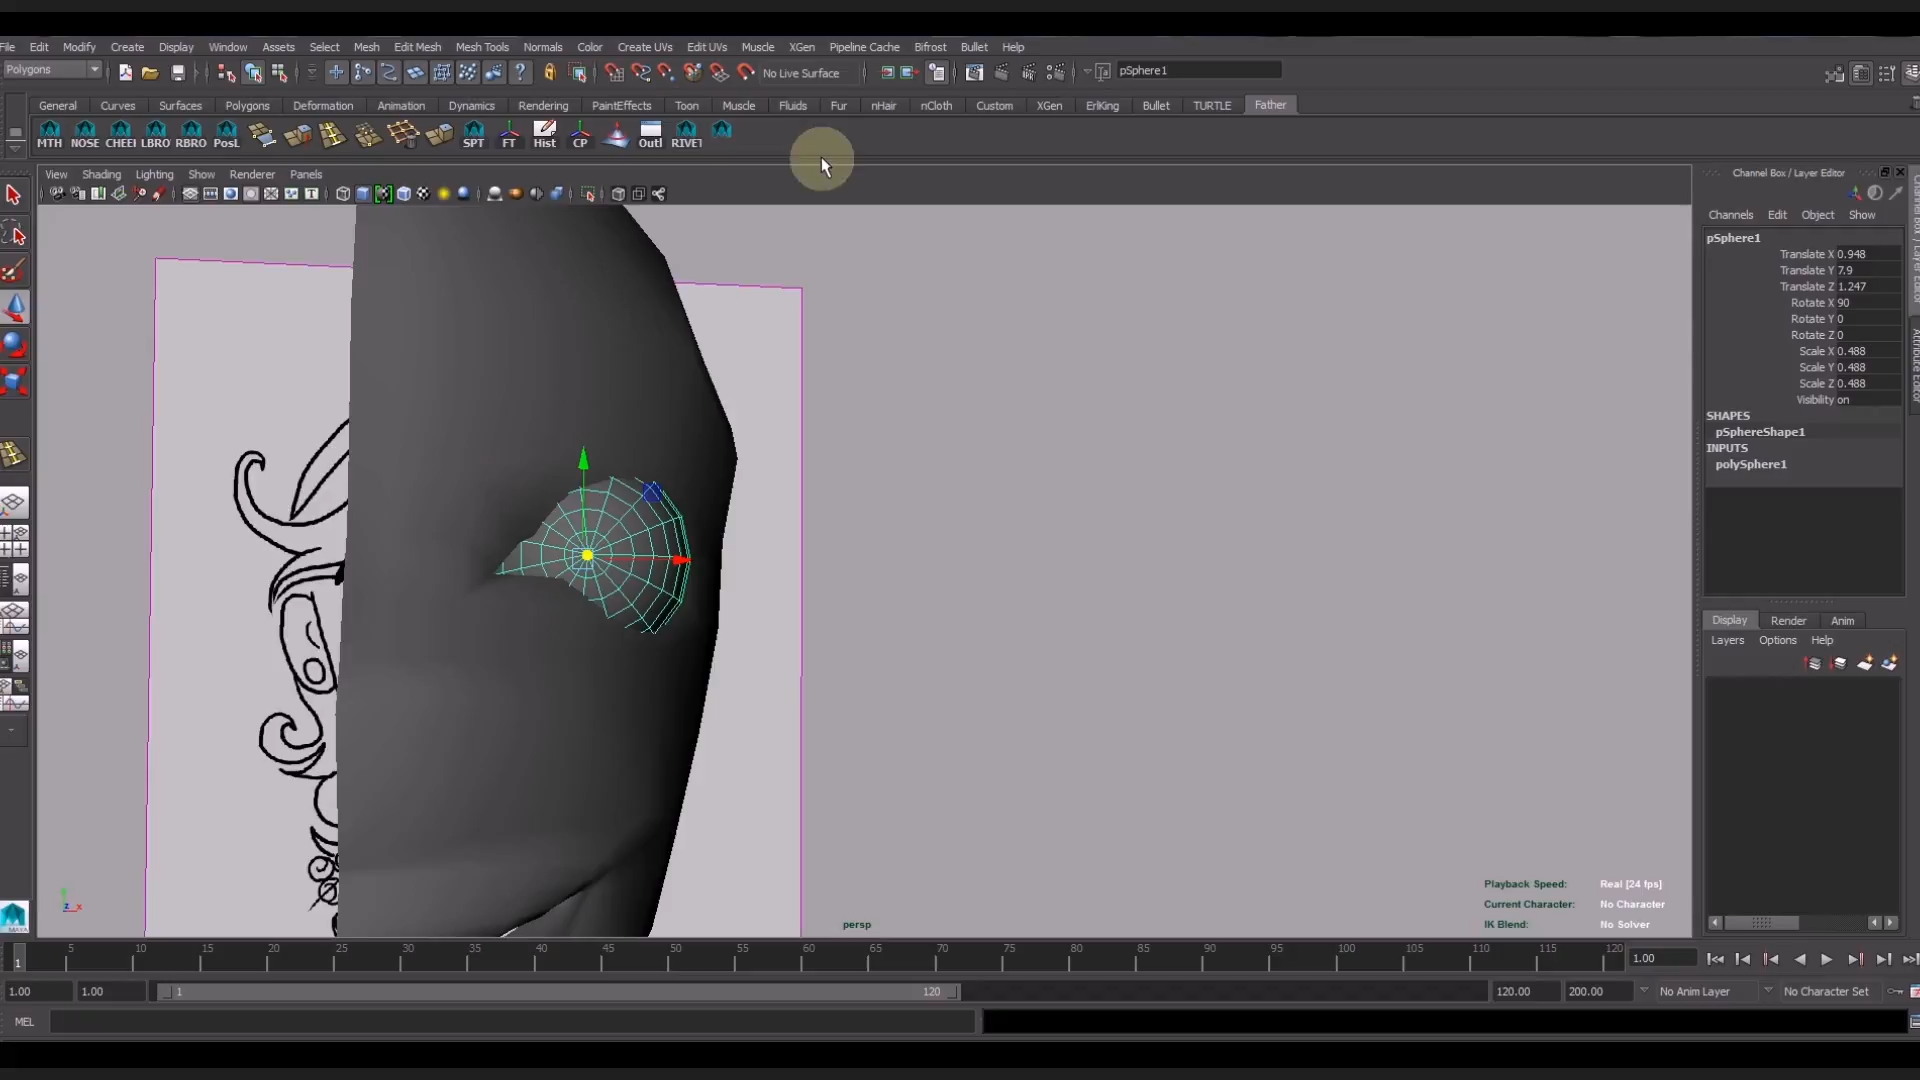 File Edit Modify Create Display Window Assets Select Mesh Edit Mesh Mesh Tools Normals Color Create UVs Edit UVs Muscle XGen Pipeline Cache Bifrost Bullet Help
Polygons No Live Surface pSphere1
General Curves Surfaces Polygons Deformation Animation Dynamics Rendering PaintEffects Toon Muscle Fluids Fur nHair nCloth Custom XGen ErlKing Bullet TURTLE Father
MTH NOSE CHEEI LBRO RBRO PosL SPT FT Hist CP Outl RIVET
View Shading Lighting Show Renderer Panels
Channel Box / Layer Editor
Channels Edit Object Show
pSphere1
Translate X 0.948
Translate Y 7.9
Translate Z 1.247
Rotate X 90
Rotate Y 0
Rotate Z 0
Scale X 0.488
Scale Y 0.488
Scale Z 0.488
Visibility on
SHAPES
pSphereShape1
INPUTS
polySphere1
Display Render Anim
Layers Options Help
Playback Speed: Real [24 fps]
Current Character: No Character
IK Blend: No Solver
persp
1 5 10 15 20 25 30 35 40 45 50 55 60 65 70 75 80 85 90 95 100 105 110 115 120 1.00
1.00 1.00 1 120 120.00 200.00 No Anim Layer No Character Set
MEL